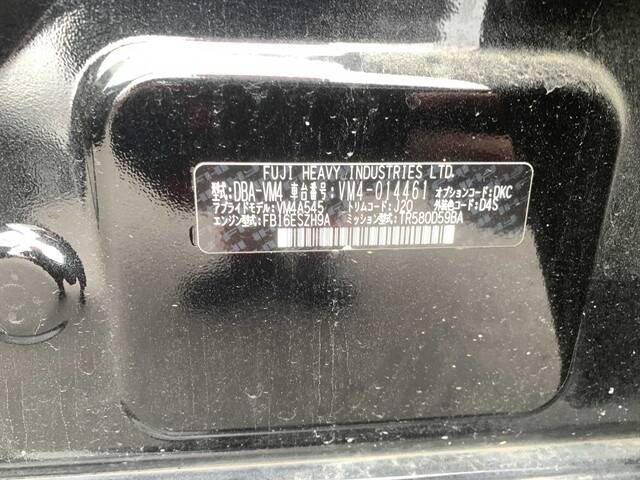 FUJI HEAVY INDUSTRIES LTD.
型式:DBA-VM4 車台番号:VM4-014461 オプションコード:DKC
アプライドモデル:VM4A545 トリムコード:J20 外装色コード:D4S
エンジン型式:FB16ESZH9A ミッション型式:TR580D59BA